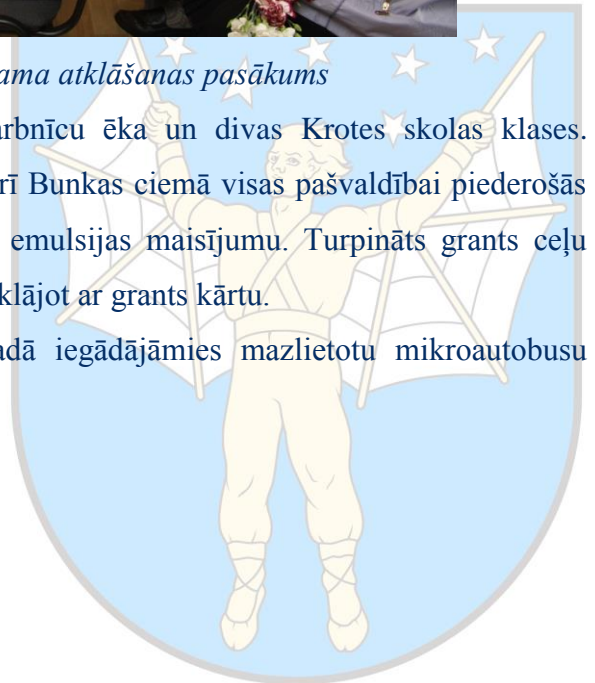 ama atklāšanas pasākums
arbnīcu ēka un divas Krotes skolas klases.
rī Bunkas ciemā visas pašvaldībai piederošās
emulsijas maisījumu. Turpināts grants ceļu
klājot ar grants kārtu.
adā iegādājāmies mazlietotu mikroautobusu